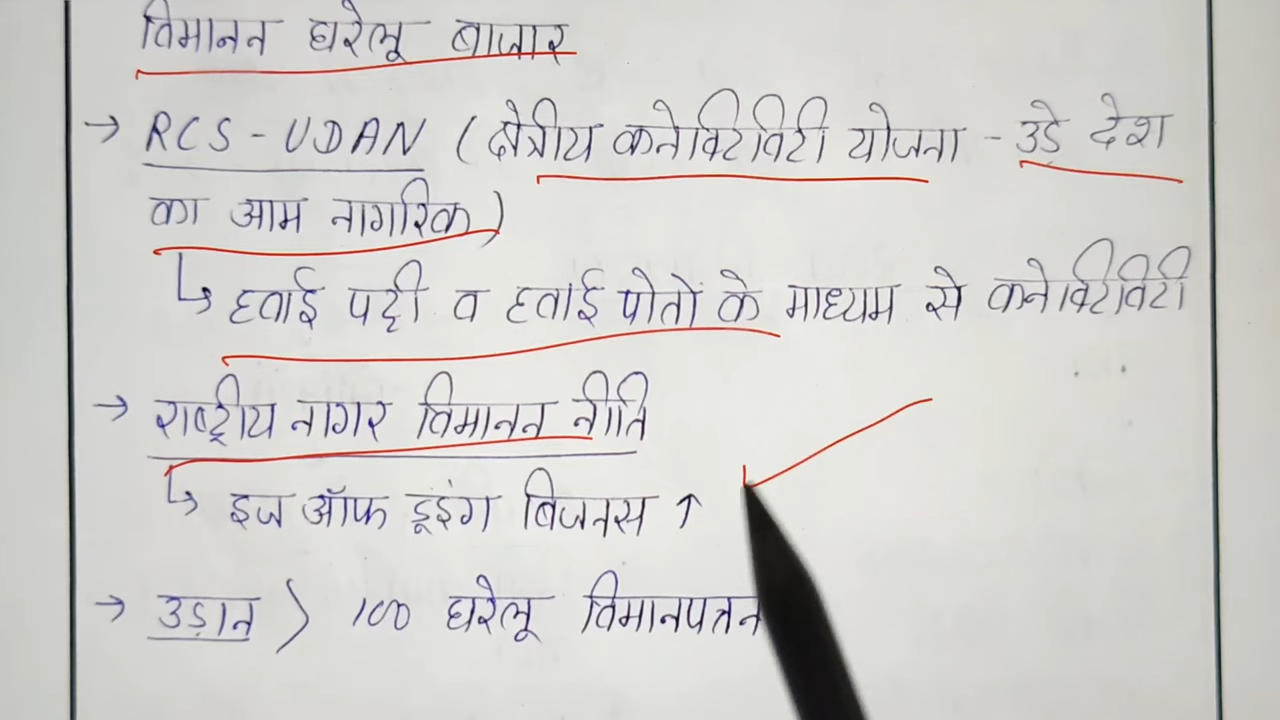 विमानन घरेलू बाजार
→ RCS-UDAN (क्षेत्रीय कनेक्टिविटी योजना - उड़े देश
का आम नागरिक)
↳ हवाई पट्टी व हवाई पोतों के माध्यम से कनेक्टिविटी
→ राष्ट्रीय नागर विमानन नीति
↳ इज ऑफ डूइंग बिजनस ↑
→ उड़ान > 100 घरेलू विमानपत्तन